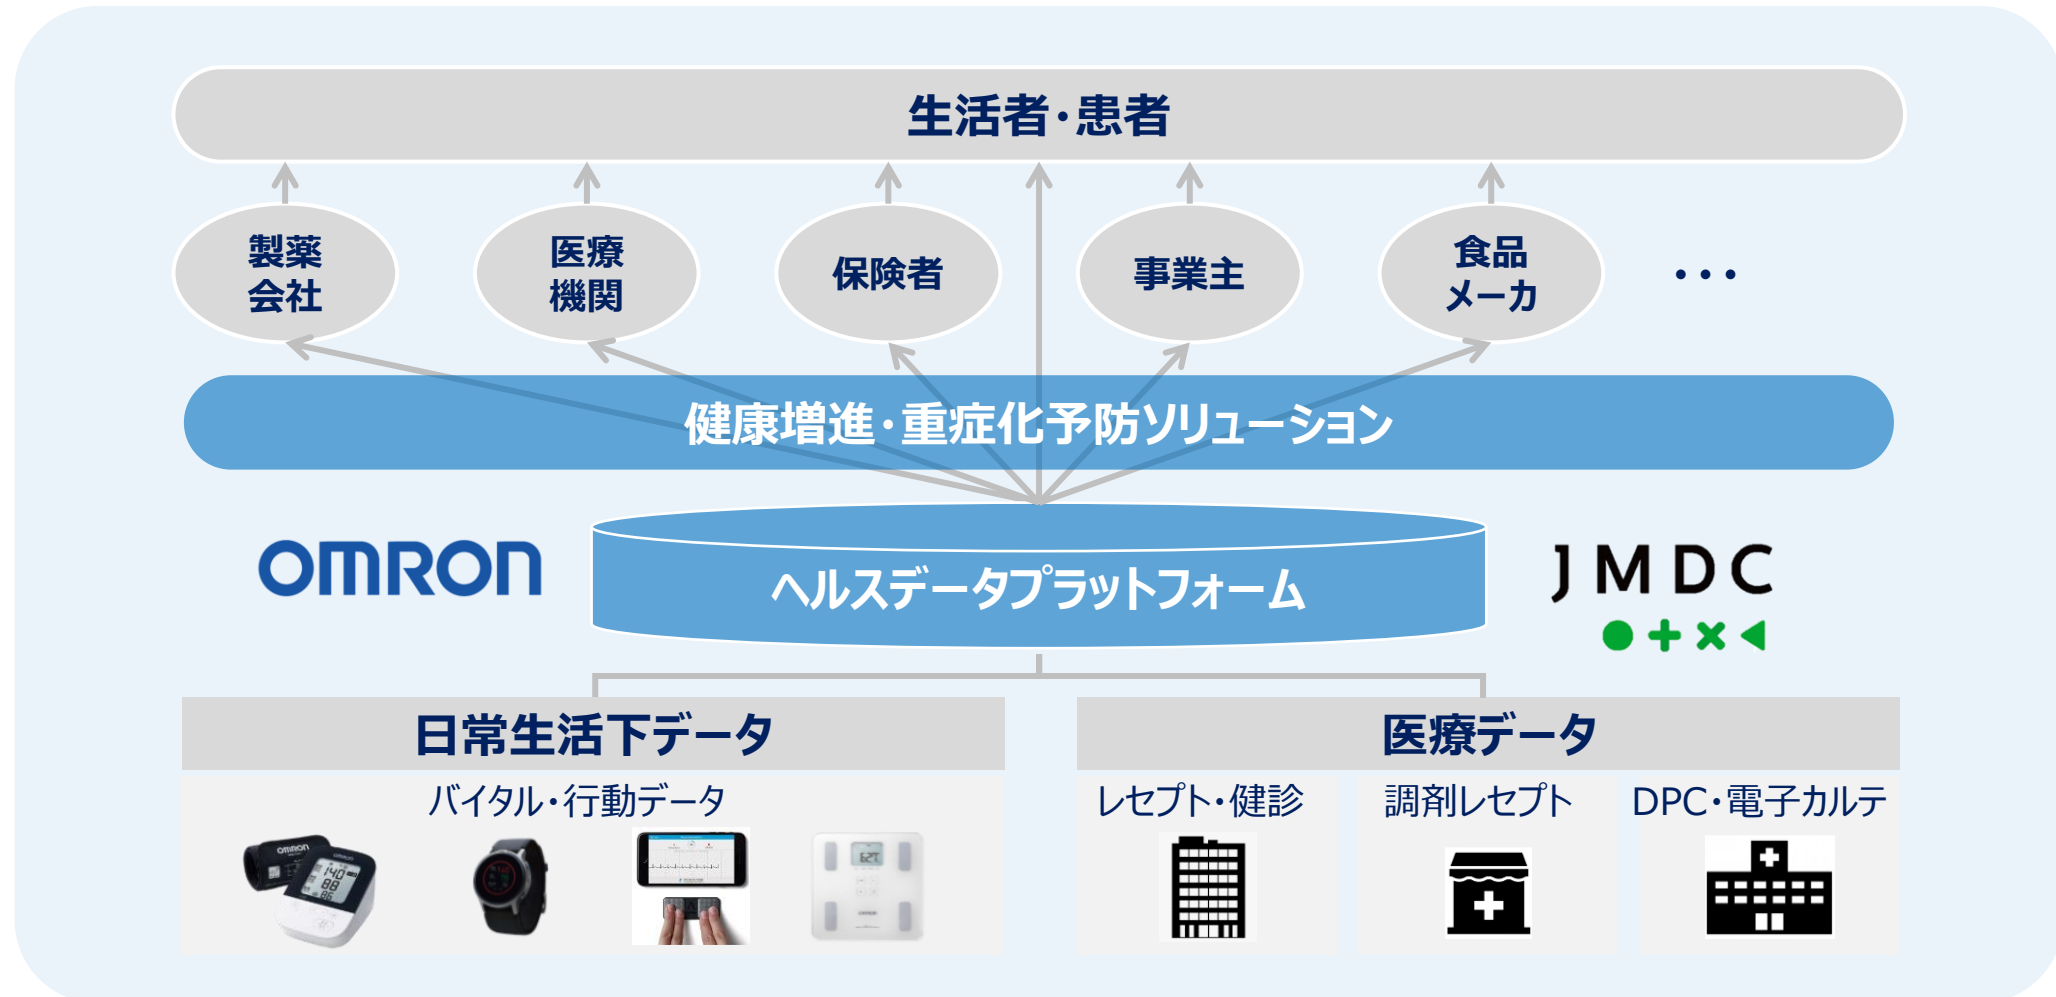 生活者・患者
製薬
会社
医療
機関
保険者
事業主
食品
メーカ
・・・
健康増進・重症化予防ソリューション
OMRON
ヘルスデータプラットフォーム
JMDC
日常生活下データ
医療データ
バイタル・行動データ
レセプト・健診
調剤レセプト
DPC・電子カルテ
OMRON
140
88
86